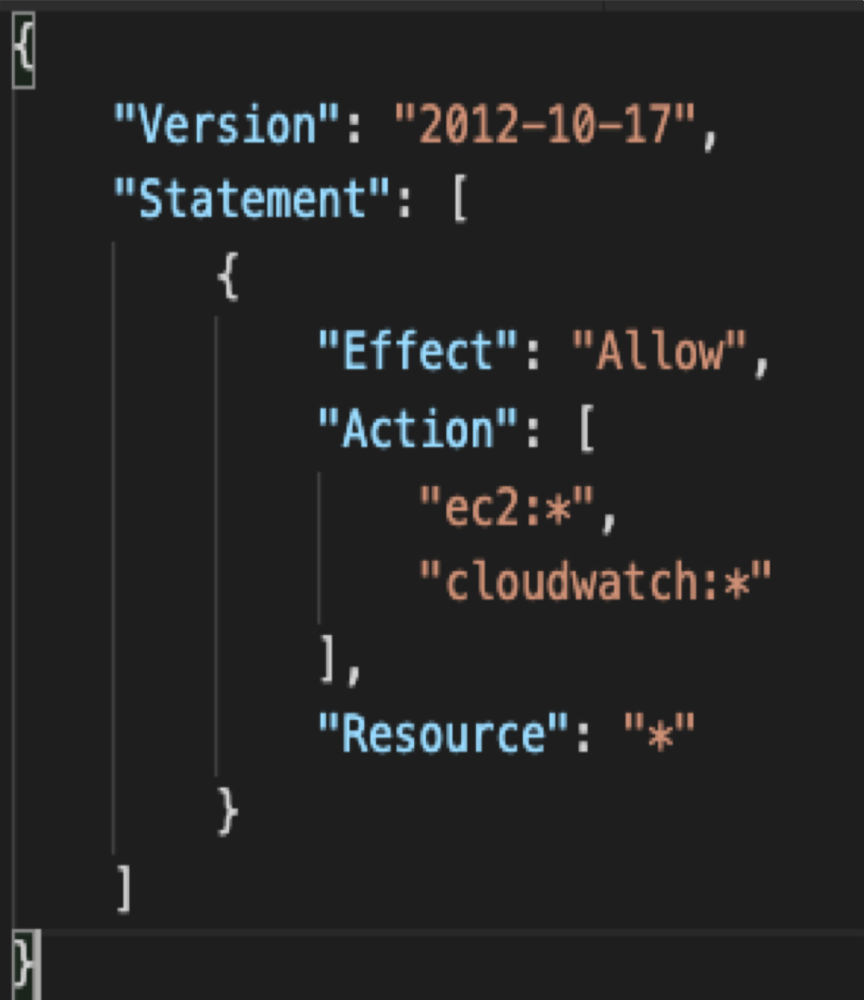 {
"Version": "2012-10-17",
"Statement": [
{
"Effect": "Allow",
"Action": [
"ec2:*",
"cloudwatch:*"
],
"Resource": "*"
}
]
}